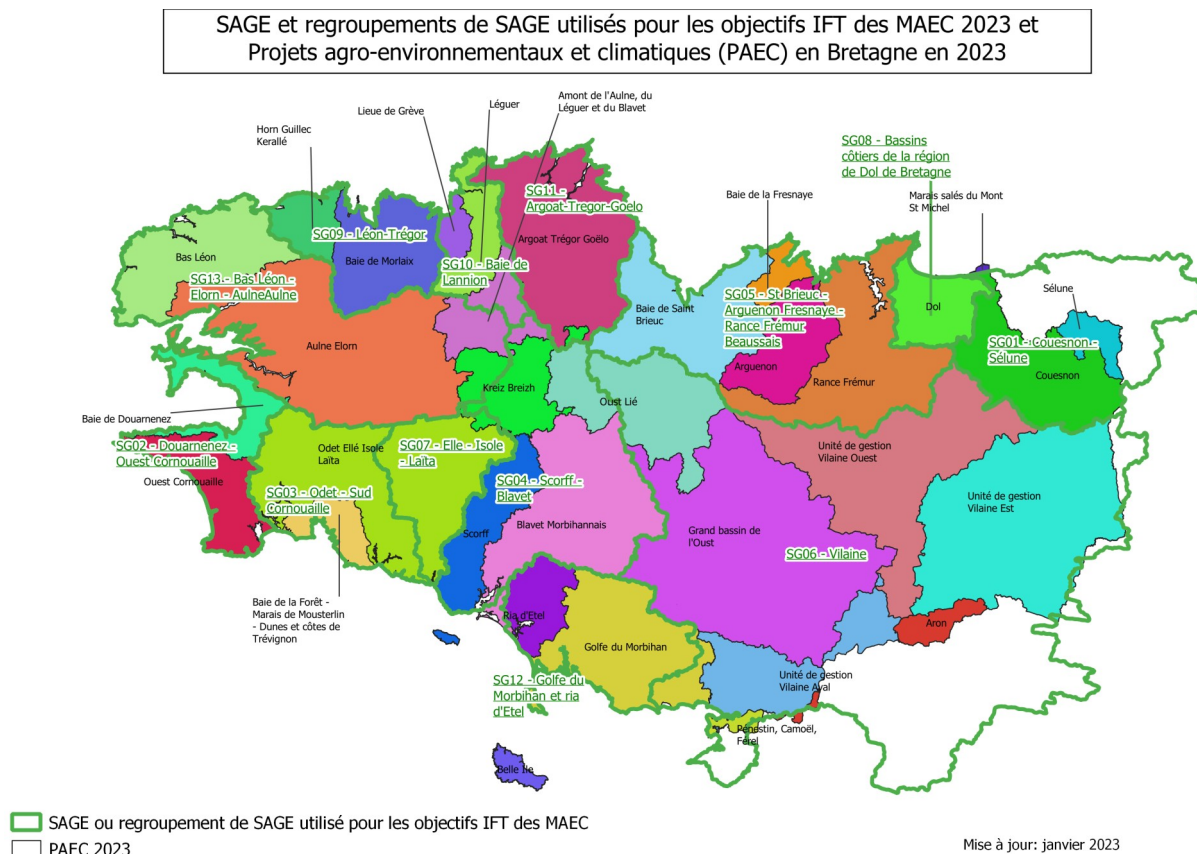 SAGE et regroupements de SAGE utilisés pour les objectifs IFT des MAEC 2023 et
Projets agro-environnementaux et climatiques (PAEC) en Bretagne en 2023
Amont de l'Aulne, du
Léguer et du Blavet
Léguer
Lieue de Grève
Horn Guillec
Kerallé
SG08 - Bassins
côtiers de la région
de Dol de Bretagne
Baie de la Fresnaye
Marais salés du Mont
St Michel
SG11 -
Argoat-Tregor-Goelo
Argoat Trégor Goëlo
SG09 - Léon-Trégor
Baie de Morlaix
Bas Léon
SG10 - Baie de
Lannion
SG13 - Bas Léon -
Elorn - AulneAulne
Aulne Elorn
Baie de Saint
Brieuc
SG05 - St Brieuc -
Arguenon Fresnaye -
Rance Frémur
Beaussais
Arguenon
Rance Frémur
Dol
Sélune
SG01 - Couesnon -
Sélune
Couesnon
Kreiz Breizh
Oust Lié
Baie de Douarnenez
SG02 - Douarnenez -
Ouest Cornouaille
Ouest Cornouaille
Odet Ellé Isole
Laïta
SG07 - Elle - Isole
- Laïta
SG03 - Odet - Sud
Cornouaille
SG04 - Scorff -
Blavet
Blavet Morbihannais
Scorff
Unité de gestion
Vilaine Ouest
Unité de gestion
Vilaine Est
Grand bassin de
l'Oust
SG06 - Vilaine
Baie de la Forêt -
Marais de Mousterlin
- Dunes et côtes de
Trévignon
Ria d'Etel
Golfe du Morbihan
Aron
SG12 - Golfe du
Morbihan et ria
d'Etel
Unité de gestion
Vilaine Aval
Pénestin, Camoël,
Férel
Belle Ile
SAGE ou regroupement de SAGE utilisé pour les objectifs IFT des MAEC
PAEC 2023
Mise à jour: janvier 2023